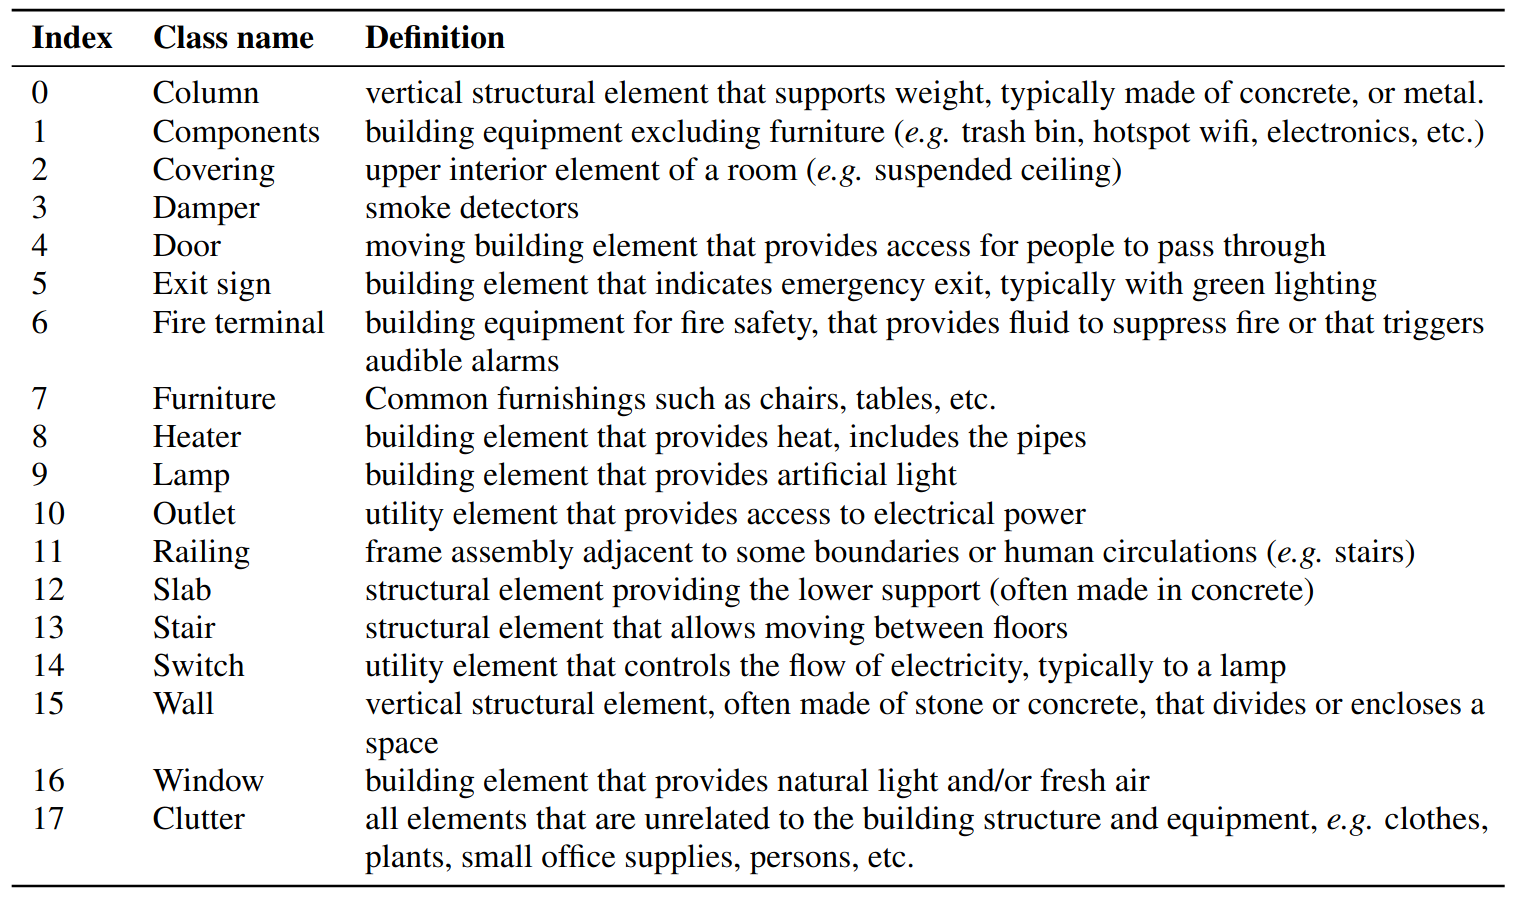 Index Class name Definition
0 Column vertical structural element that supports weight, typically made of concrete, or metal.
1 Components building equipment excluding furniture (e.g. trash bin, hotspot wifi, electronics, etc.)
2 Covering upper interior element of a room (e.g. suspended ceiling)
3 Damper smoke detectors
4 Door moving building element that provides access for people to pass through
5 Exit sign building element that indicates emergency exit, typically with green lighting
6 Fire terminal building equipment for fire safety, that provides fluid to suppress fire or that triggers
audible alarms
7 Furniture Common furnishings such as chairs, tables, etc.
8 Heater building element that provides heat, includes the pipes
9 Lamp building element that provides artificial light
10 Outlet utility element that provides access to electrical power
11 Railing frame assembly adjacent to some boundaries or human circulations (e.g. stairs)
12 Slab structural element providing the lower support (often made in concrete)
13 Stair structural element that allows moving between floors
14 Switch utility element that controls the flow of electricity, typically to a lamp
15 Wall vertical structural element, often made of stone or concrete, that divides or encloses a
space
16 Window building element that provides natural light and/or fresh air
17 Clutter all elements that are unrelated to the building structure and equipment, e.g. clothes,
plants, small office supplies, persons, etc.